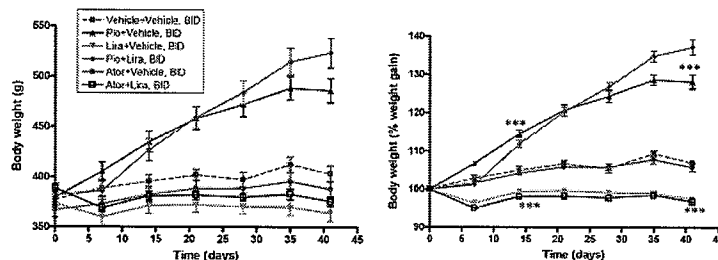 Vehicle+Vehicle, BID
Pio+Vehicle, BID
Lira+Vehicle, BID
Pio+Lira, BID
Ator+Vehicle, BID
Ator+Lira, BID
Body weight (g)
550
500
450
400
350
0 5 10 15 20 25 30 35 40 45
Time (days)
Body weight (% weight gain)
140
130
120
110
100
90
***
***
***
***
0 5 10 15 20 25 30 35 40 45
Time (days)